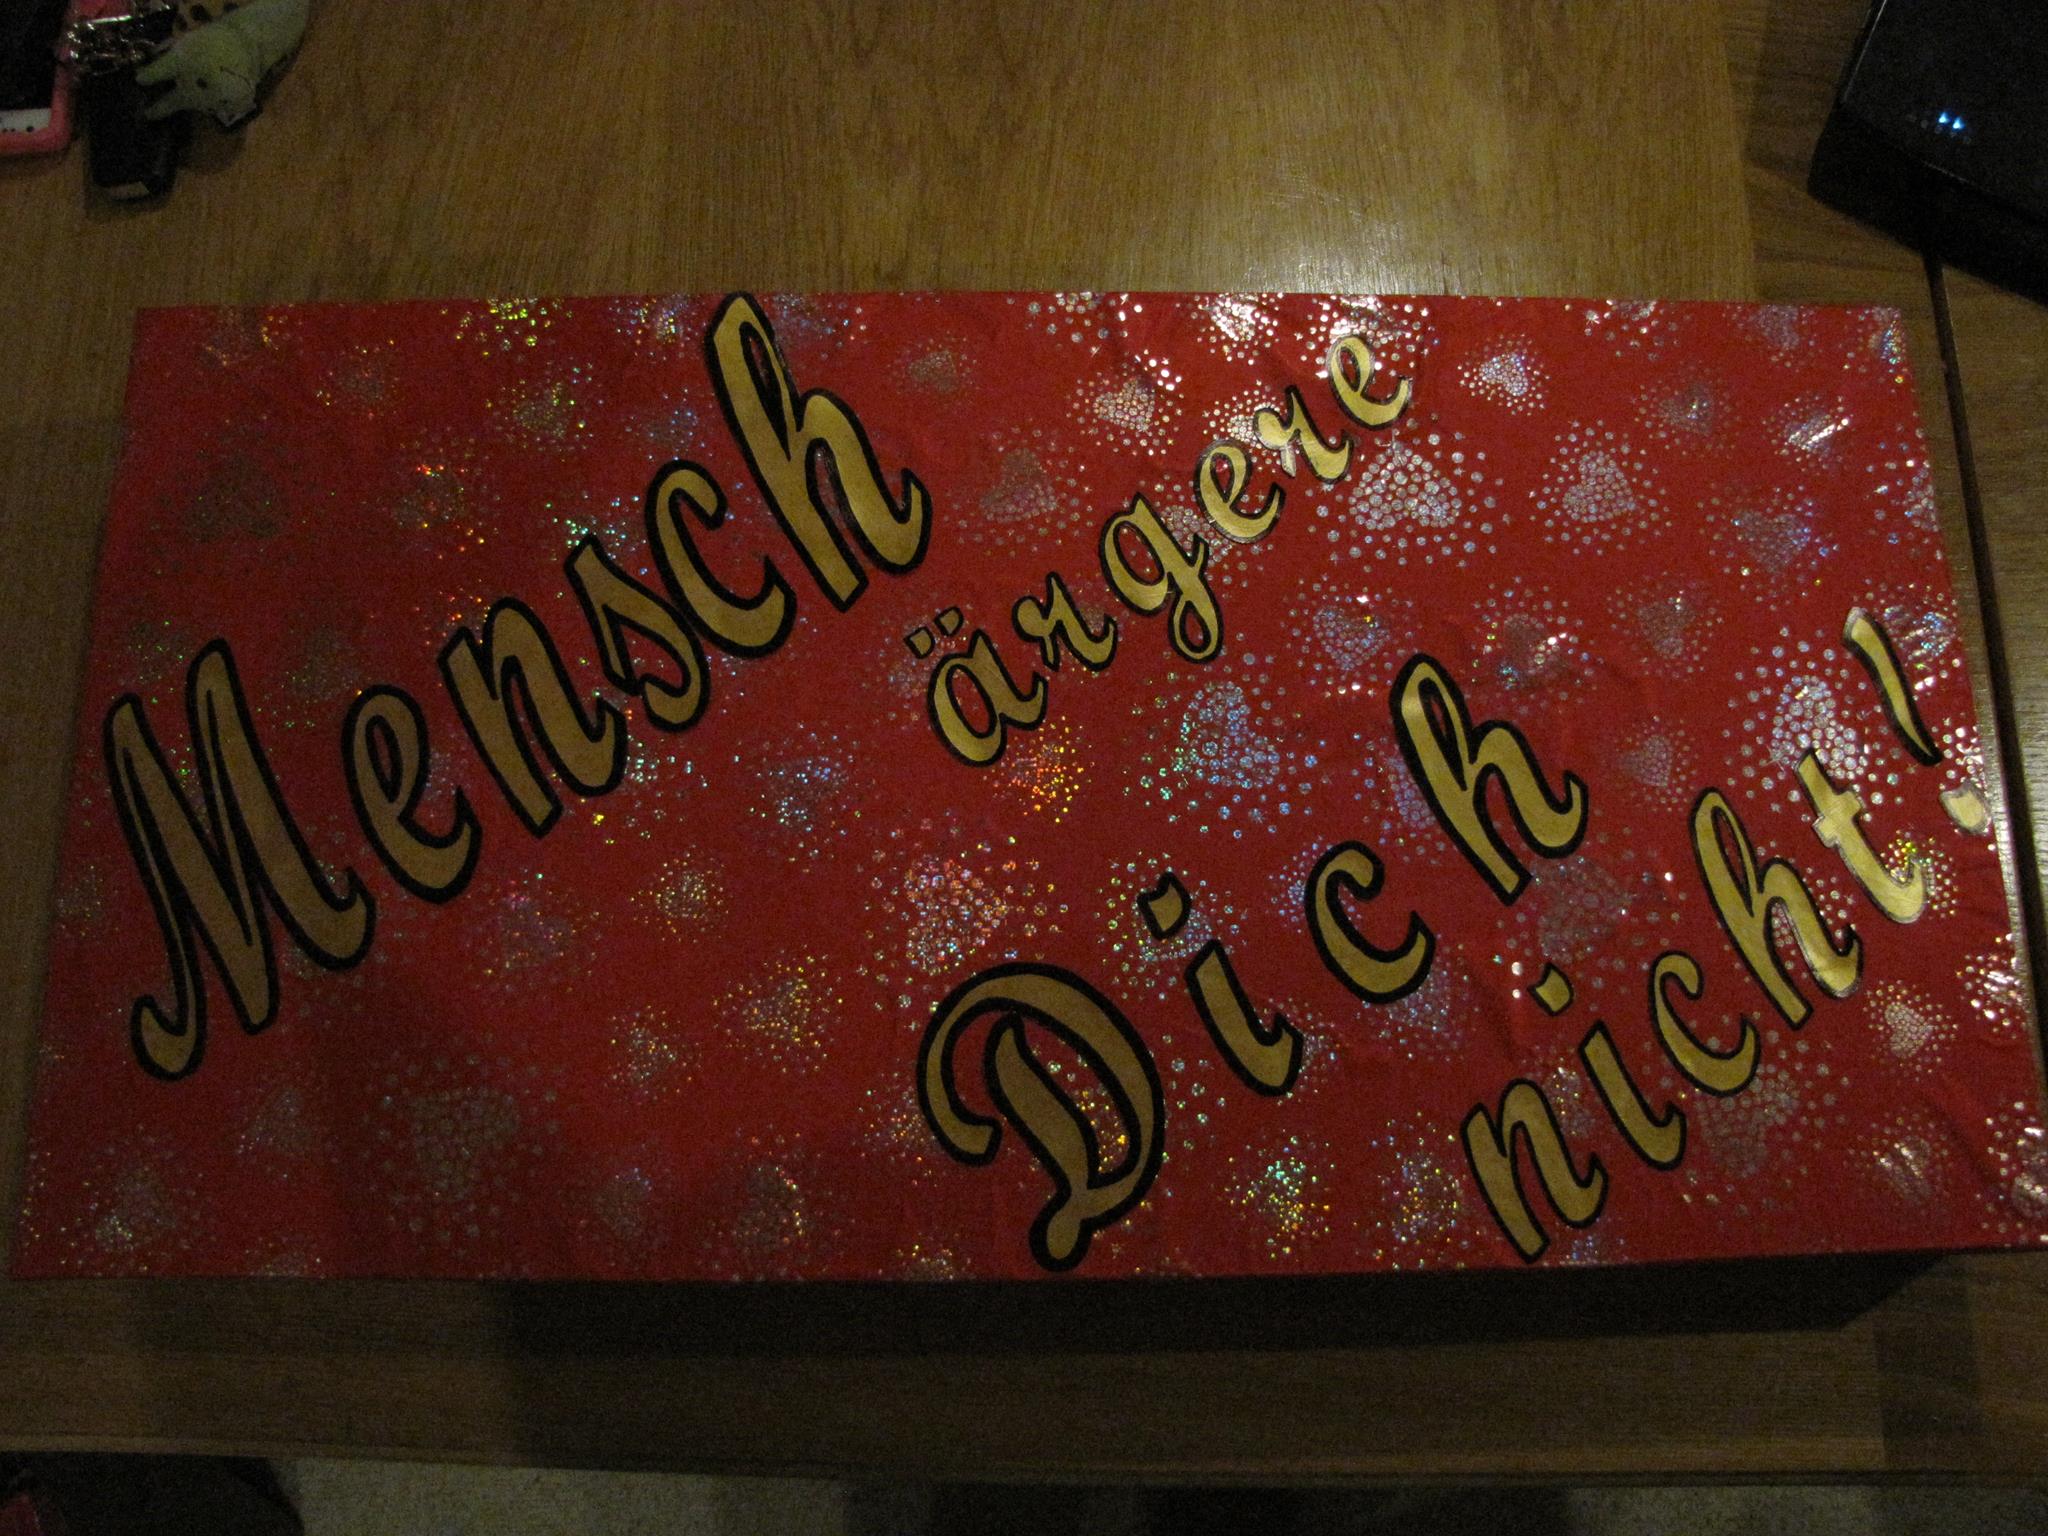 Mensch
ärgere
Dich
nicht!